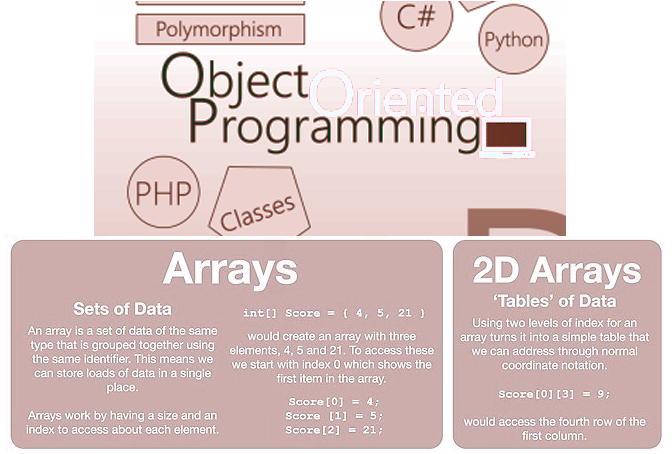 Polymorphism
C#
Python
Object Oriented
Programming
PHP
Classes
Arrays
Sets of Data
An array is a set of data of the same
type that is grouped together using
the same identifier. This means we
can store loads of data in a single
place.
Arrays work by having a size and an
index to access about each element.
int[] Score = { 4, 5, 21 }
would create an array with three
elements, 4, 5 and 21. To access these
we start with index 0 which shows the
first item in the array.
Score[0] = 4;
Score [1] = 5;
Score[2] = 21;
2D Arrays
‘Tables’ of Data
Using two levels of index for an
array turns it into a simple table that
we can address through normal
coordinate notation.
Score[0][3] = 9;
would access the fourth row of the
first column.